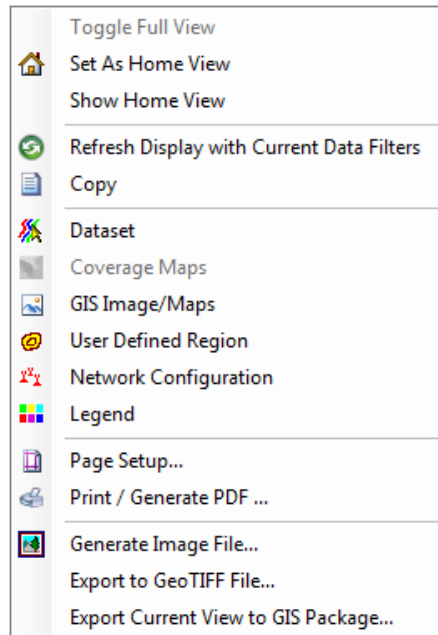 Toggle Full View
Set As Home View
Show Home View
Refresh Display with Current Data Filters
Copy
Dataset
Coverage Maps
GIS Image/Maps
User Defined Region
Network Configuration
Legend
Page Setup...
Print / Generate PDF ...
Generate Image File...
Export to GeoTIFF File...
Export Current View to GIS Package...